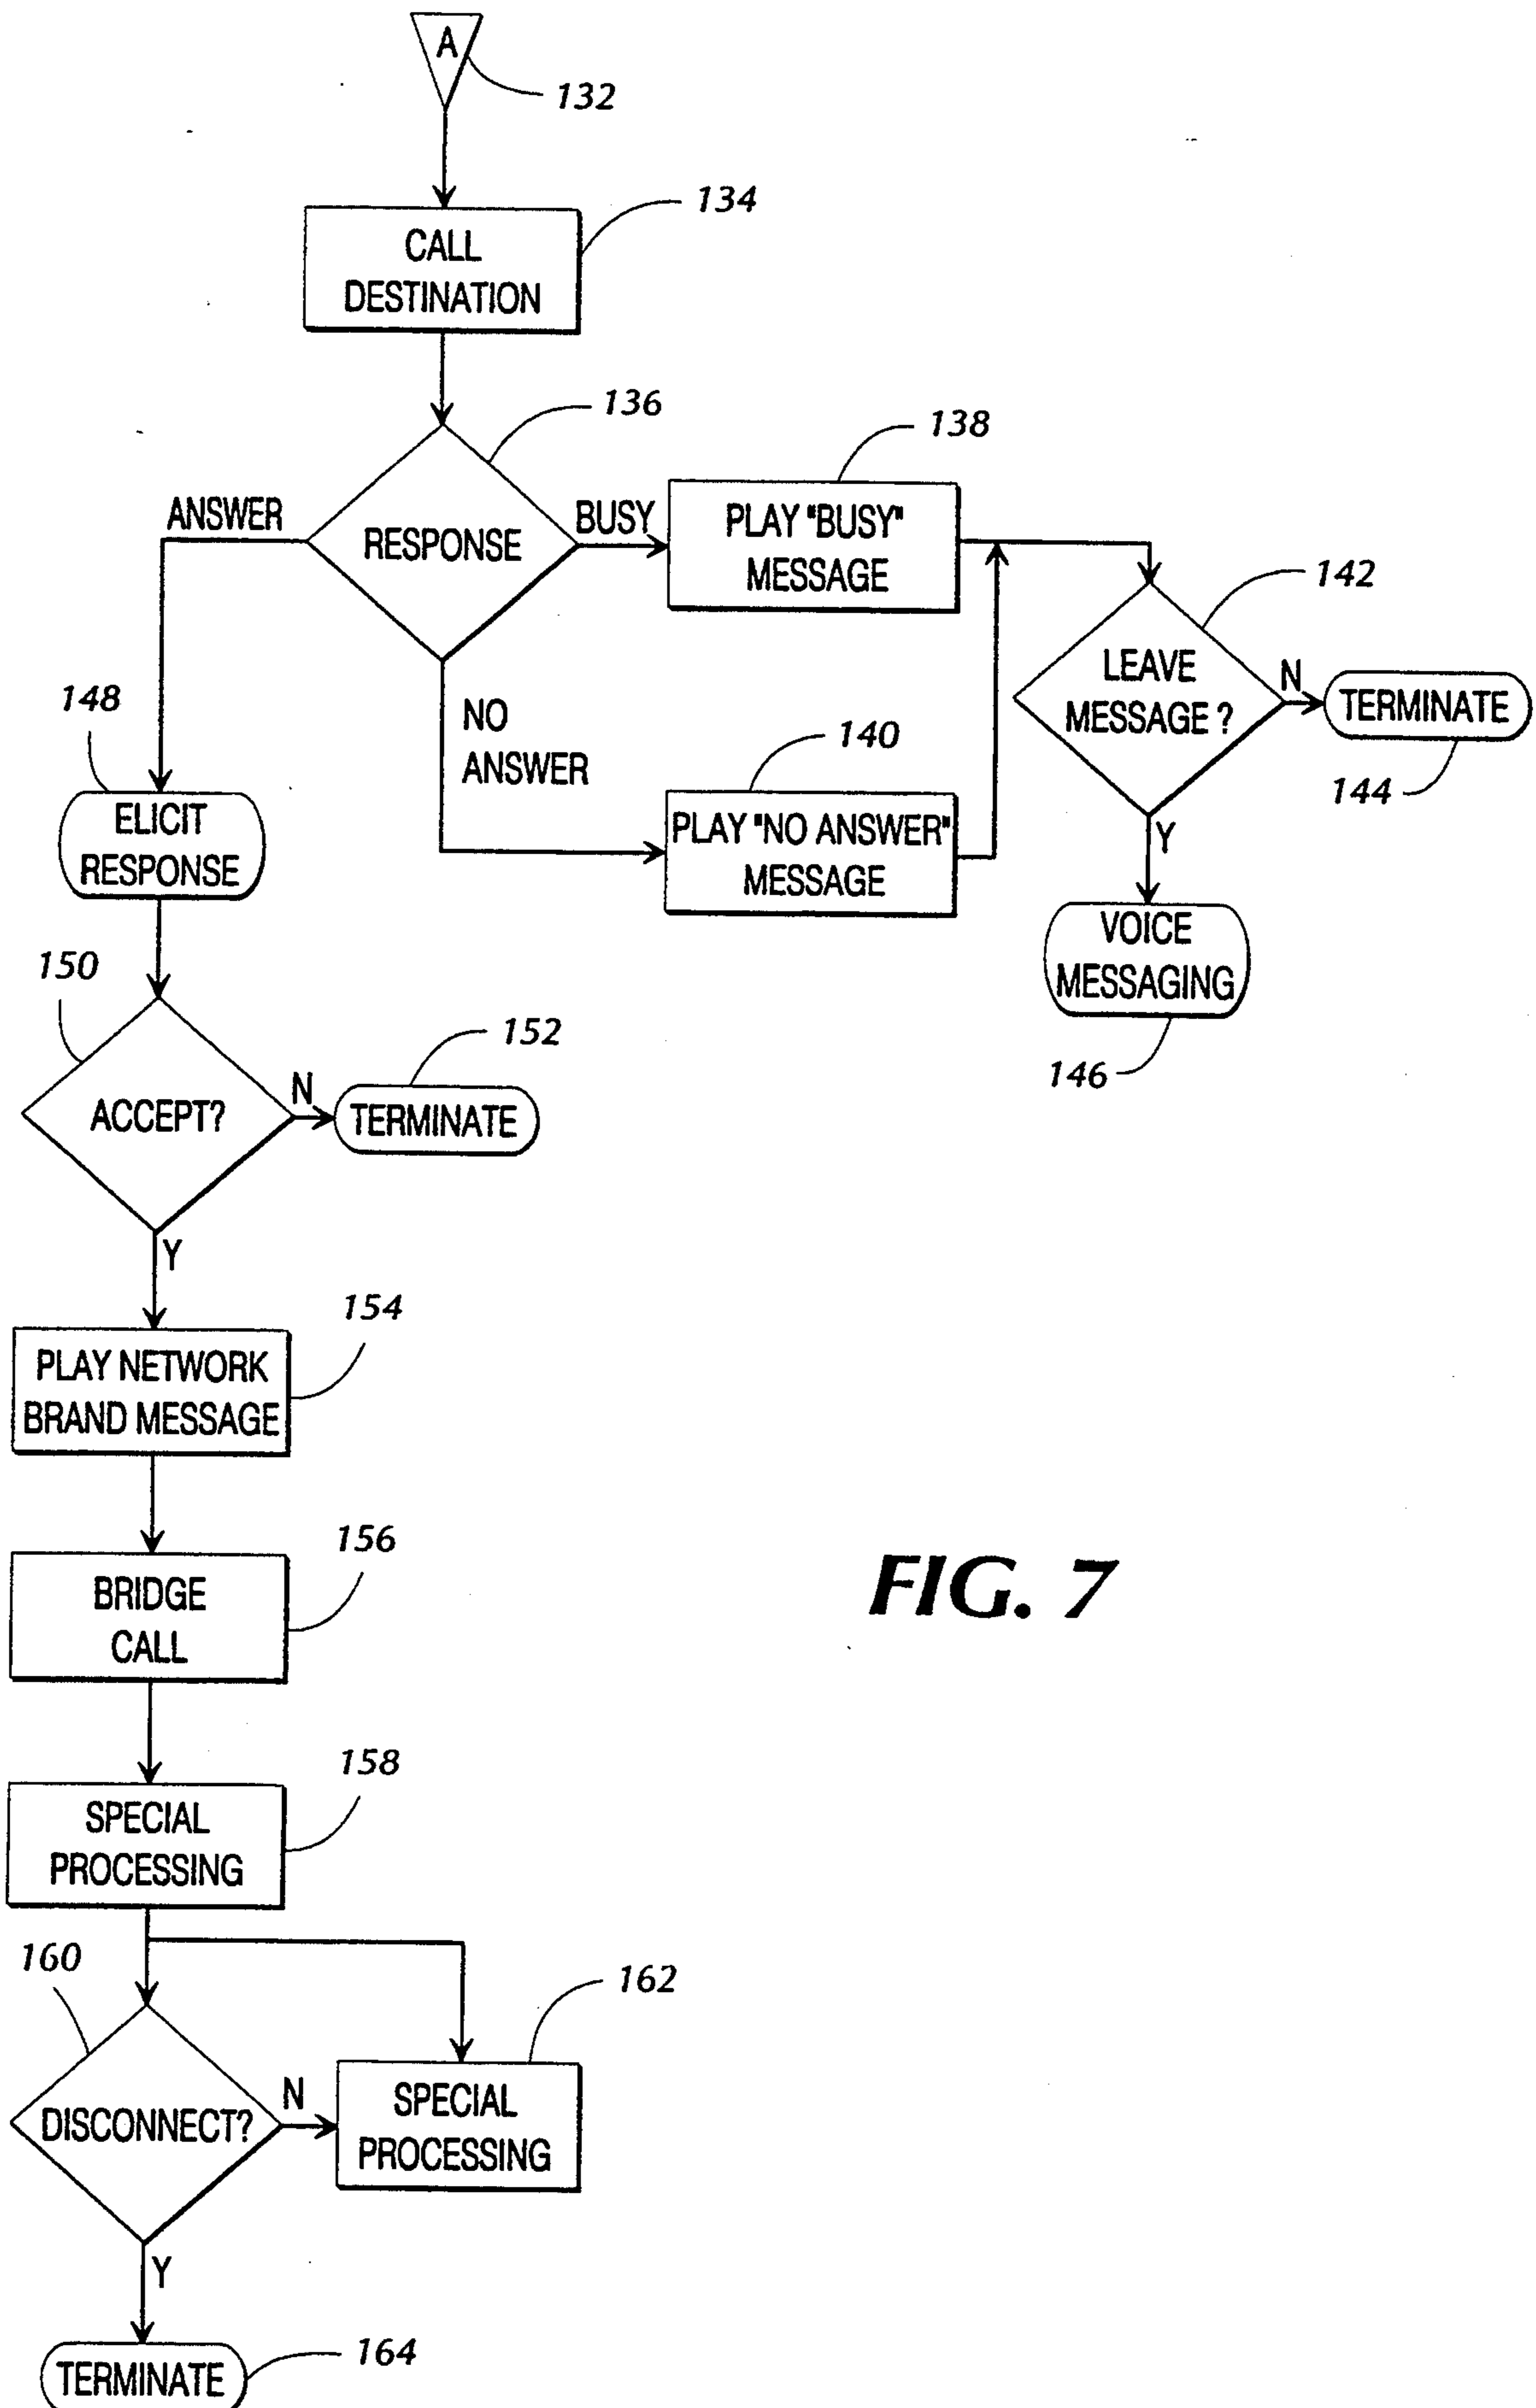 A
132
134
CALL
DESTINATION
136
138
ANSWER
RESPONSE
BUSY
PLAY "BUSY"
MESSAGE
142
LEAVE
MESSAGE ?
N
TERMINATE
144
148
NO
ANSWER
140
PLAY "NO ANSWER"
MESSAGE
Y
ELICIT
RESPONSE
VOICE
MESSAGING
146
150
ACCEPT?
N
152
TERMINATE
Y
154
PLAY NETWORK
BRAND MESSAGE
156
BRIDGE
CALL
FIG. 7
158
SPECIAL
PROCESSING
160
162
DISCONNECT?
N
SPECIAL
PROCESSING
Y
164
TERMINATE